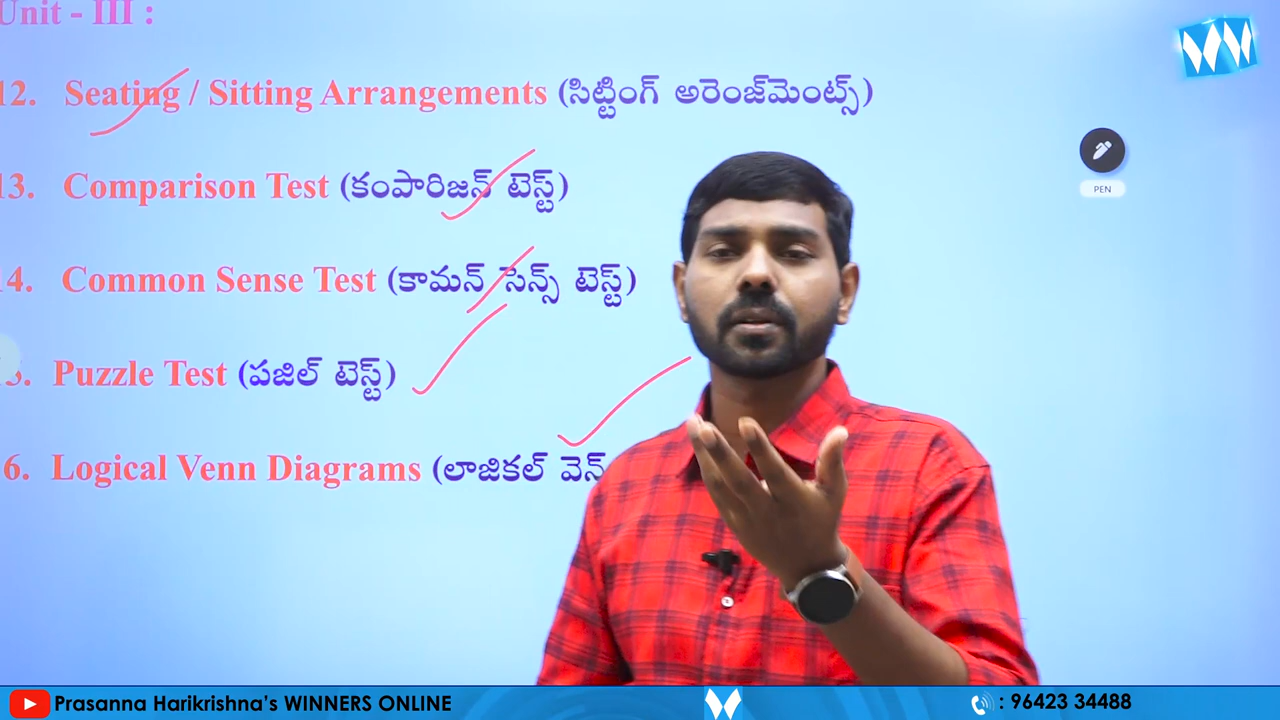 Unit - III :
12. Seating / Sitting Arrangements (సిట్టింగ్ అరెంజ్‌మెంట్స్)
13. Comparison Test (కంపారిజన్ టెస్ట్)
PEN
14. Common Sense Test (కామన్ సెన్స్ టెస్ట్)
5. Puzzle Test (పజిల్ టెస్ట్)
6. Logical Venn Diagrams (లాజికల్ వెన్
Prasanna Harikrishna's WINNERS ONLINE
: 96423 34488